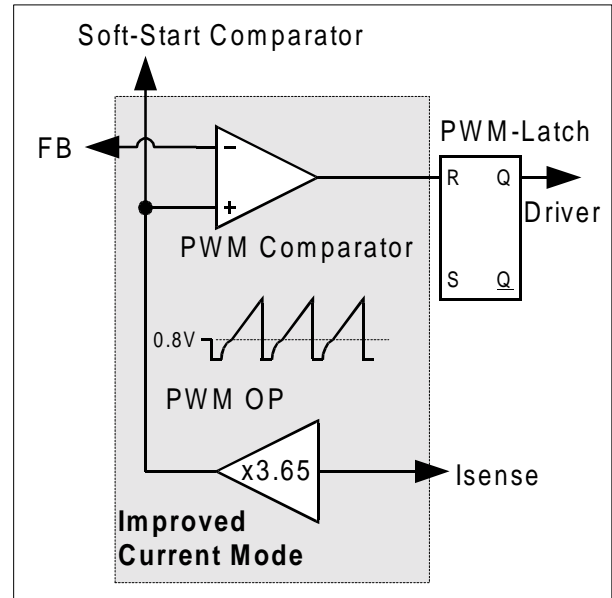 Soft-Start Comparator
FB
PWM-Latch
−
+
R Q
Driver
PWM Comparator
S Q
0.8V
PWM OP
x3.65
Isense
Improved
Current Mode